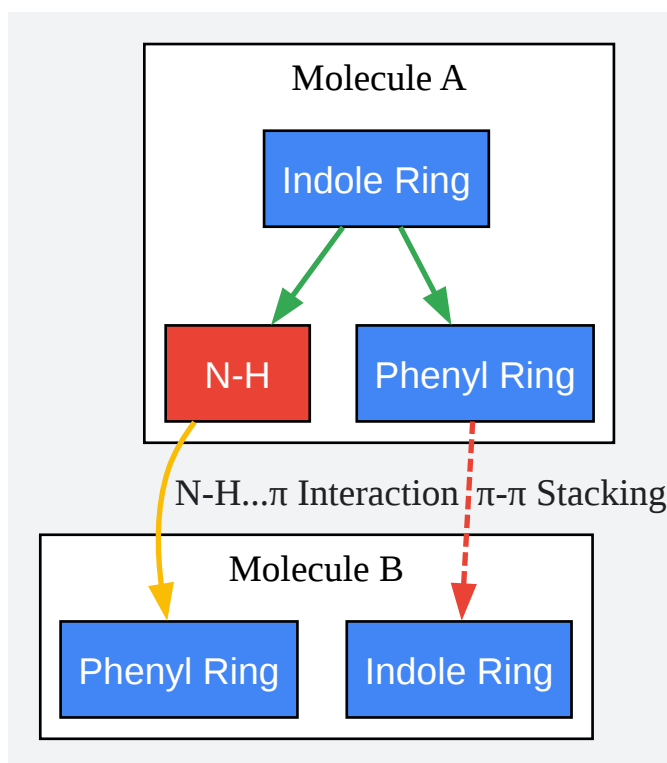 Molecule A
Indole Ring
N-H
Phenyl Ring
N-H...π Interaction
π-π Stacking
Molecule B
Phenyl Ring
Indole Ring